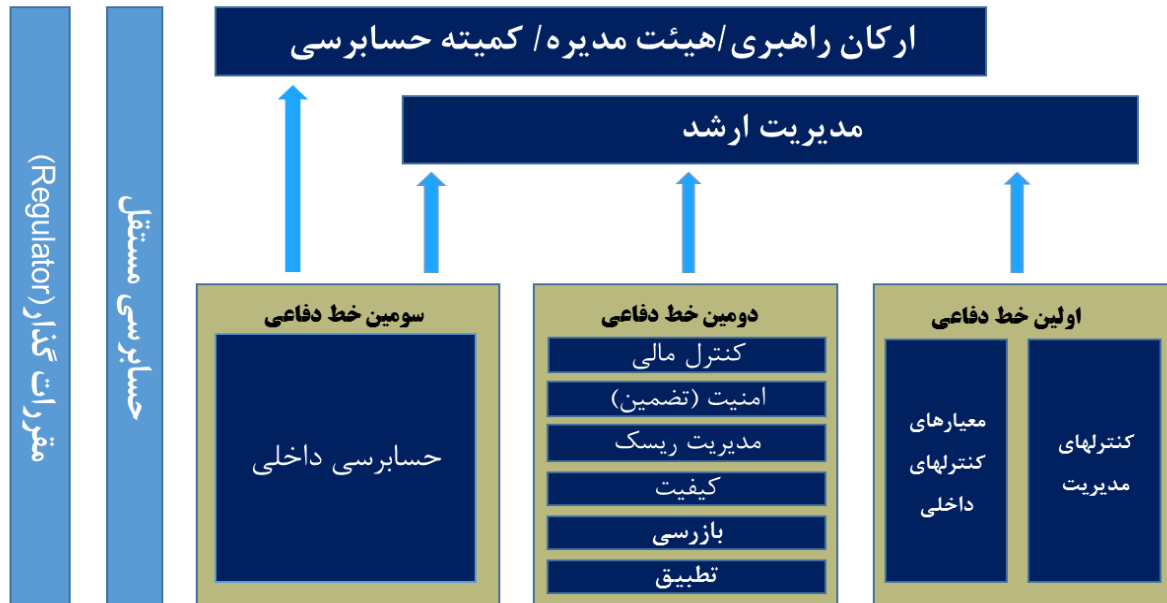 ارکان راهبری/هیئت مدیره/ کمیته حسابرسی
مدیریت ارشد
اولین خط دفاعی
کنترلهای
مدیریت
معیارهای
کنترلهای
داخلی
دومین خط دفاعی
کنترل مالی
امنیت (تضمین)
مدیریت ریسک
کیفیت
بازرسی
تطبیق
سومین خط دفاعی
حسابرسی داخلی
حسابرسی مستقل
مقررات گذار(Regulator)